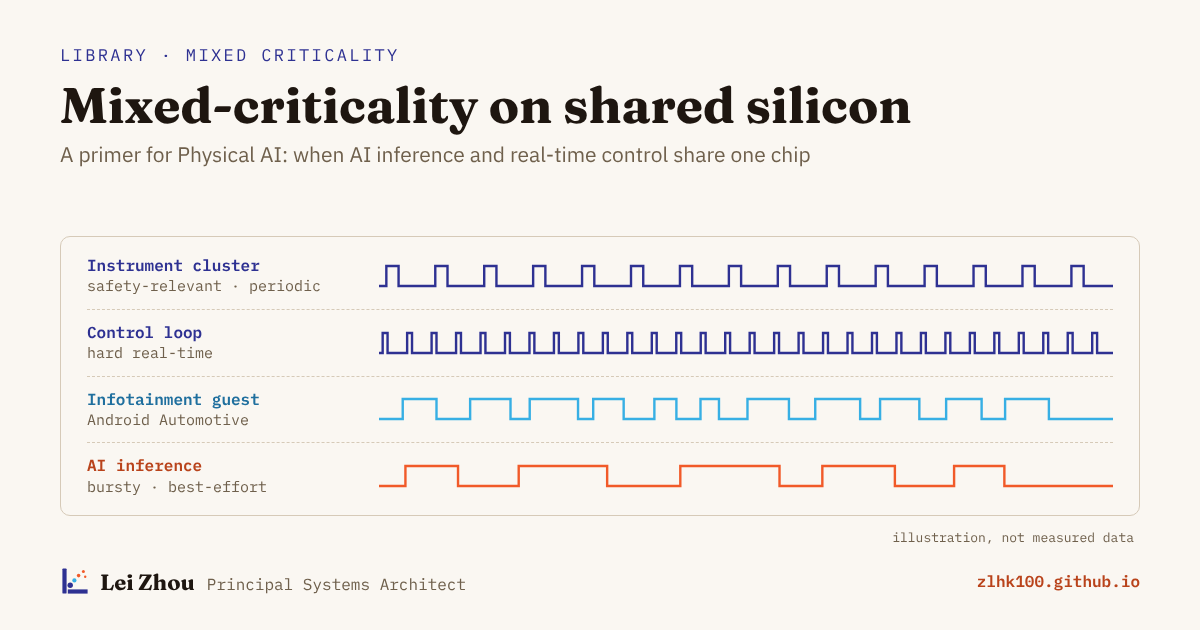 LIBRARY · MIXED CRITICALITY
Mixed-criticality on shared silicon
A primer for Physical AI: when AI inference and real-time control share one chip
Instrument cluster
safety-relevant · periodic
Control loop
hard real-time
Infotainment guest
Android Automotive
AI inference
bursty · best-effort
illustration, not measured data
Lei Zhou Principal Systems Architect
zlhk100.github.io